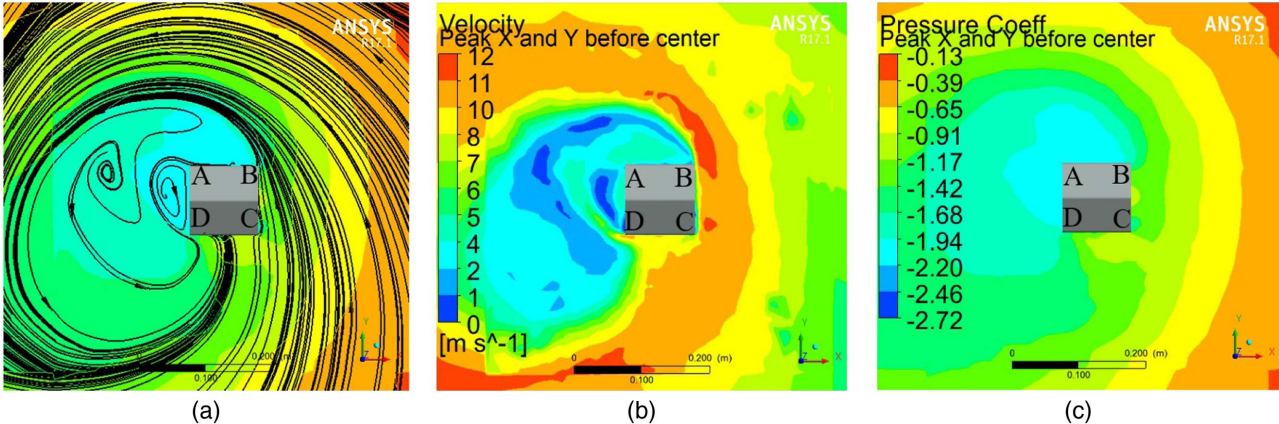 ANSYS
R17.1
A B
D C
Y
X
Z
0 0.200 (m)
0.100
(a)
Velocity
Peak X and Y before center
ANSYS
R17.1
12
11
10
8
7
6
5
4
2
1
0
[m s^-1]
A B
D C
Y
X
Z
0 0.200 (m)
0.100
(b)
Pressure Coeff
Peak X and Y before center
ANSYS
R17.1
-0.13
-0.39
-0.65
-0.91
-1.17
-1.42
-1.68
-1.94
-2.20
-2.46
-2.72
A B
D C
Y
X
Z
0 0.200 (m)
0.100
(c)